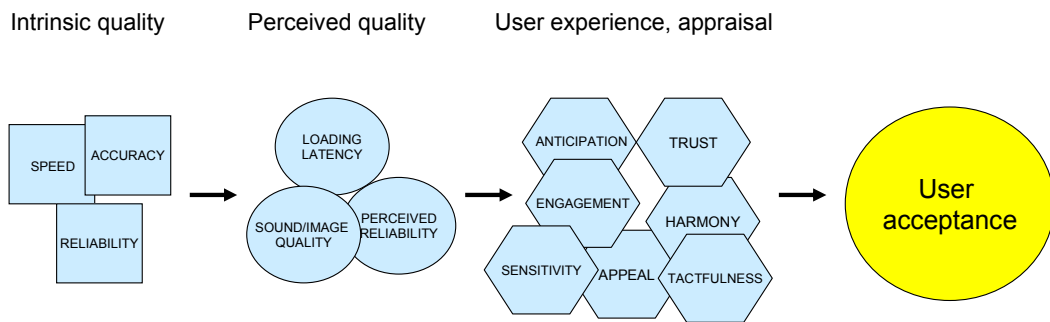 Intrinsic quality
Perceived quality
User experience, appraisal
SPEED
ACCURACY
RELIABILITY
LOADING
LATENCY
SOUND/IMAGE
QUALITY
PERCEIVED
RELIABILITY
ANTICIPATION
TRUST
ENGAGEMENT
HARMONY
SENSITIVITY
APPEAL
TACTFULNESS
User
acceptance